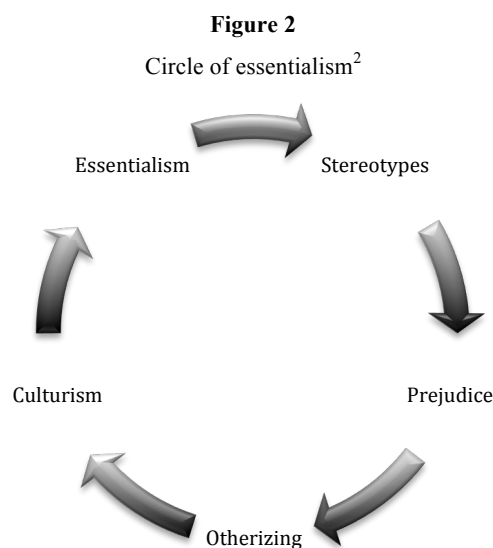 Figure 2
Circle of essentialism2
Essentialism
Stereotypes
Prejudice
Otherizing
Culturism